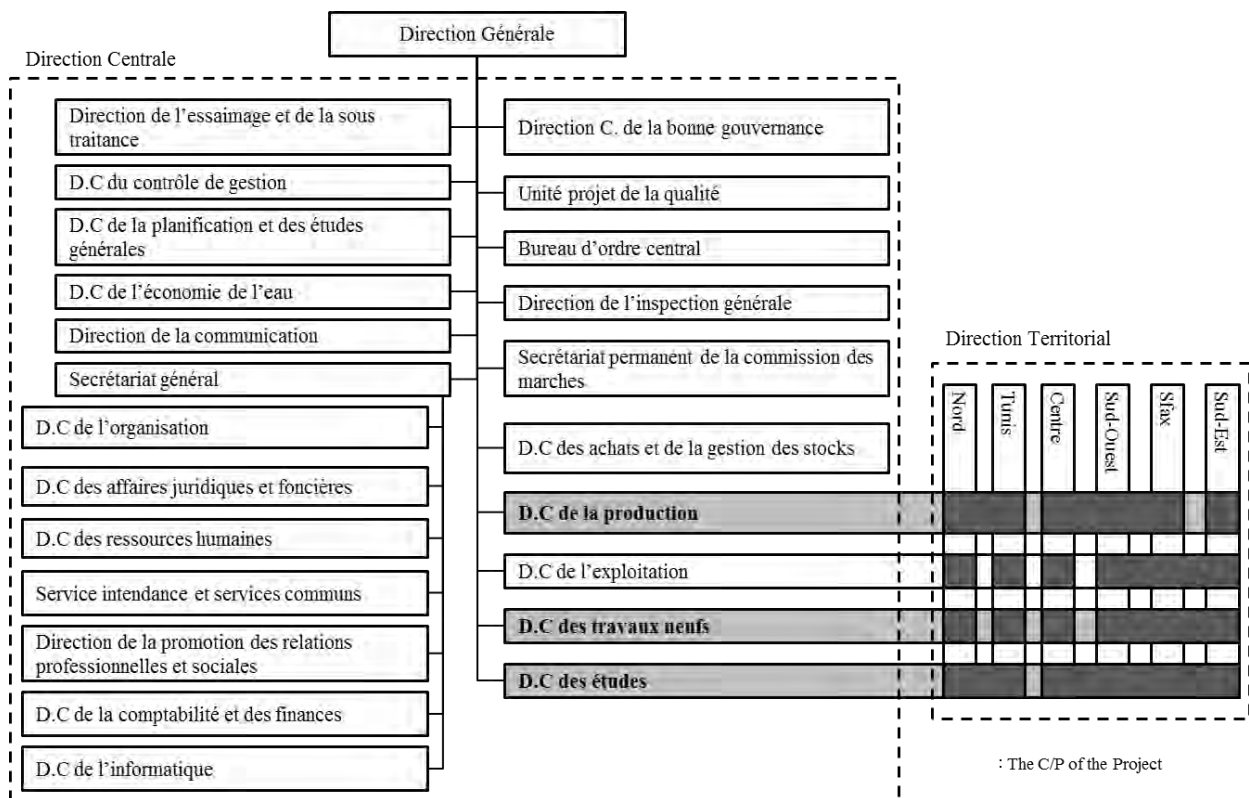 Direction Générale
Direction Centrale
Direction de l’essaimage et de la sous
traitance
D.C du contrôle de gestion
D.C de la planification et des études
générales
D.C de l’économie de l’eau
Direction de la communication
Secrétariat général
D.C de l’organisation
D.C des affaires juridiques et foncières
D.C des ressources humaines
Service intendance et services communs
Direction de la promotion des relations
professionnelles et sociales
D.C de la comptabilité et des finances
D.C de l’informatique
Direction C. de la bonne gouvernance
Unité projet de la qualité
Bureau d’ordre central
Direction de l’inspection générale
Secrétariat permanent de la commission des
marches
D.C des achats et de la gestion des stocks
D.C de la production
D.C de l’exploitation
D.C des travaux neufs
D.C des études
Direction Territorial
Nord
Tunis
Centre
Sud-Ouest
Sfax
Sud-Est
: The C/P of the Project